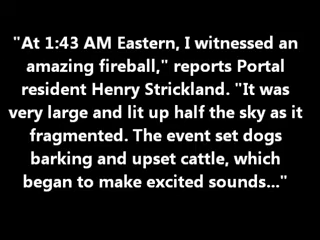 "At 1:43 AM Eastern, I witnessed an
amazing fireball," reports Portal
resident Henry Strickland. "It was
very large and lit up half the sky as it
fragmented. The event set dogs
barking and upset cattle, which
began to make excited sounds..."